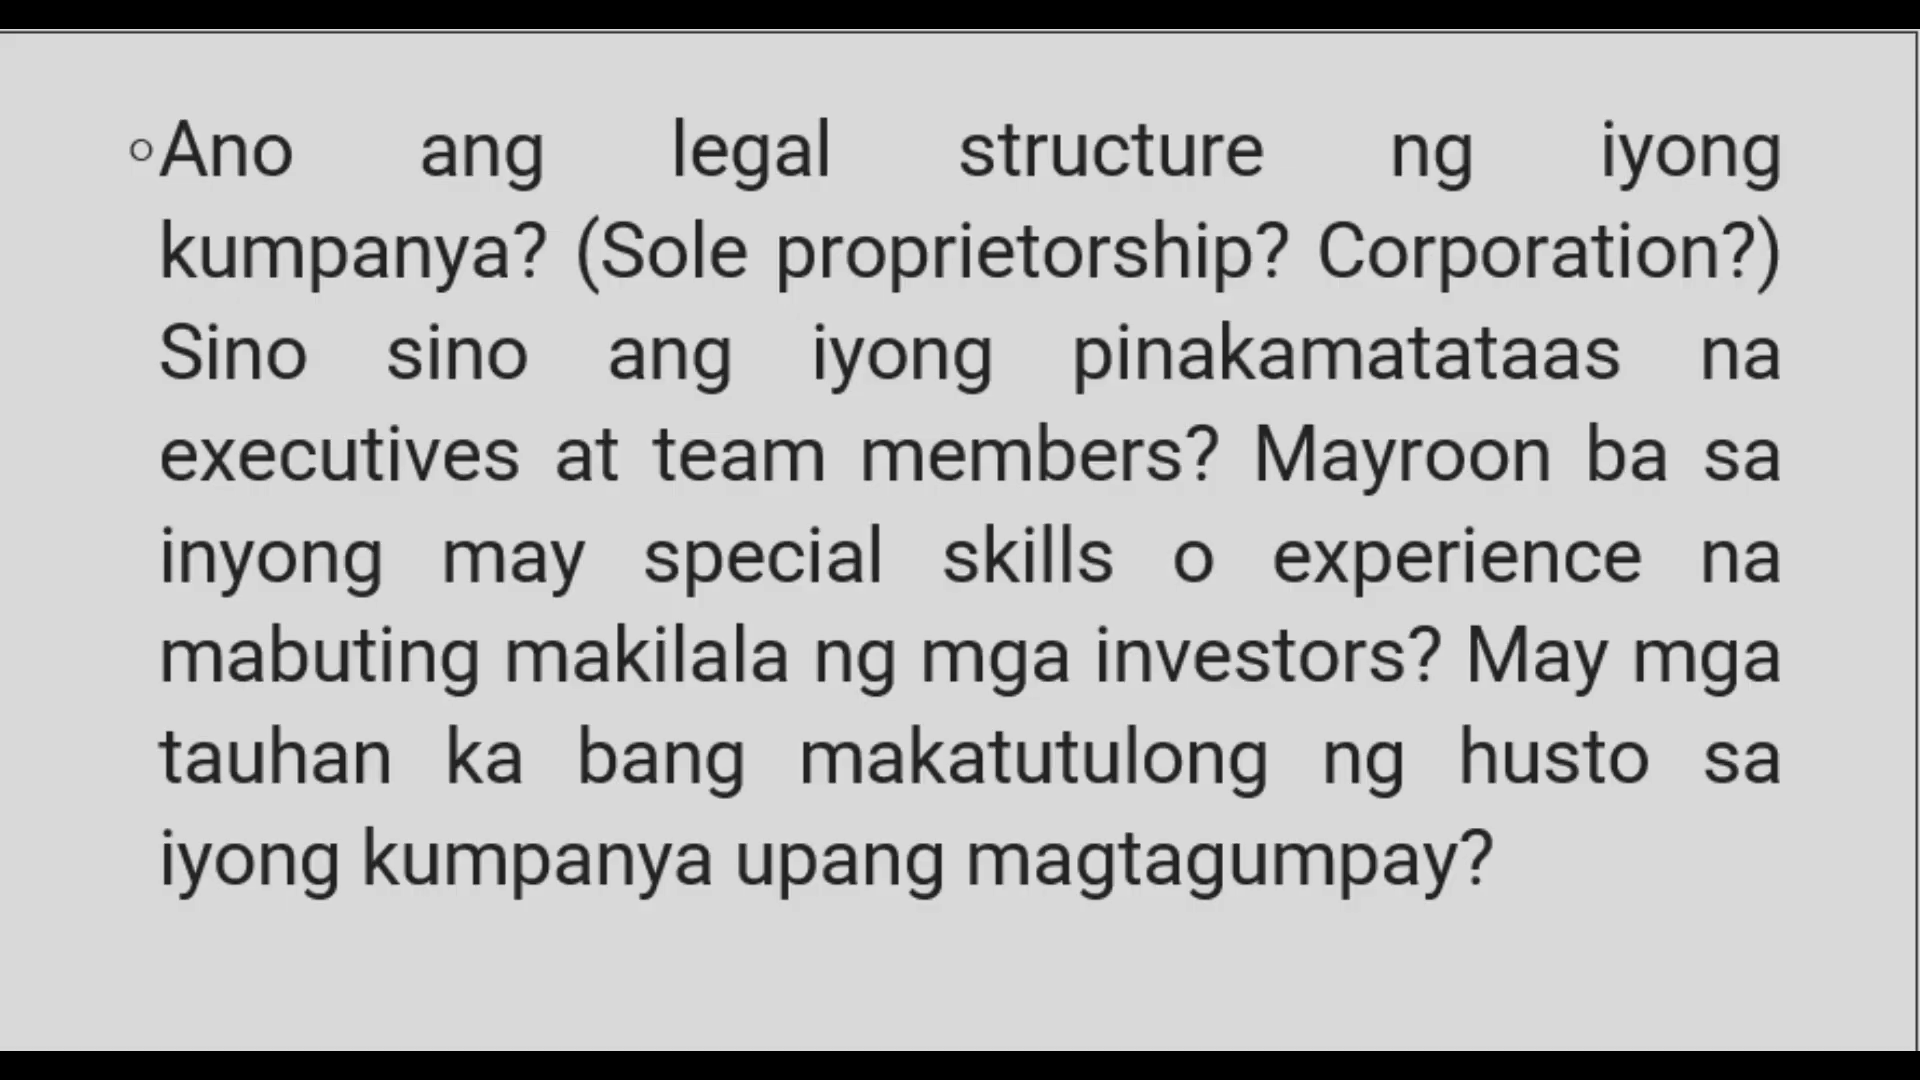 ◦Ano ang legal structure ng iyong
kumpanya? (Sole proprietorship? Corporation?)
Sino sino ang iyong pinakamatataas na
executives at team members? Mayroon ba sa
inyong may special skills o experience na
mabuting makilala ng mga investors? May mga
tauhan ka bang makatutulong ng husto sa
iyong kumpanya upang magtagumpay?